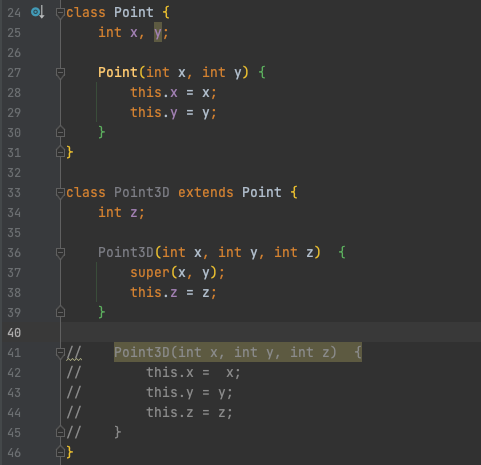 24 class Point {
25     int x, y;
26
27     Point(int x, int y) {
28         this.x = x;
29         this.y = y;
30     }
31 }
32
33 class Point3D extends Point {
34     int z;
35
36     Point3D(int x, int y, int z)  {
37         super(x, y);
38         this.z = z;
39     }
40
41 //    Point3D(int x, int y, int z)  {
42 //        this.x =  x;
43 //        this.y = y;
44 //        this.z = z;
45 //    }
46 }